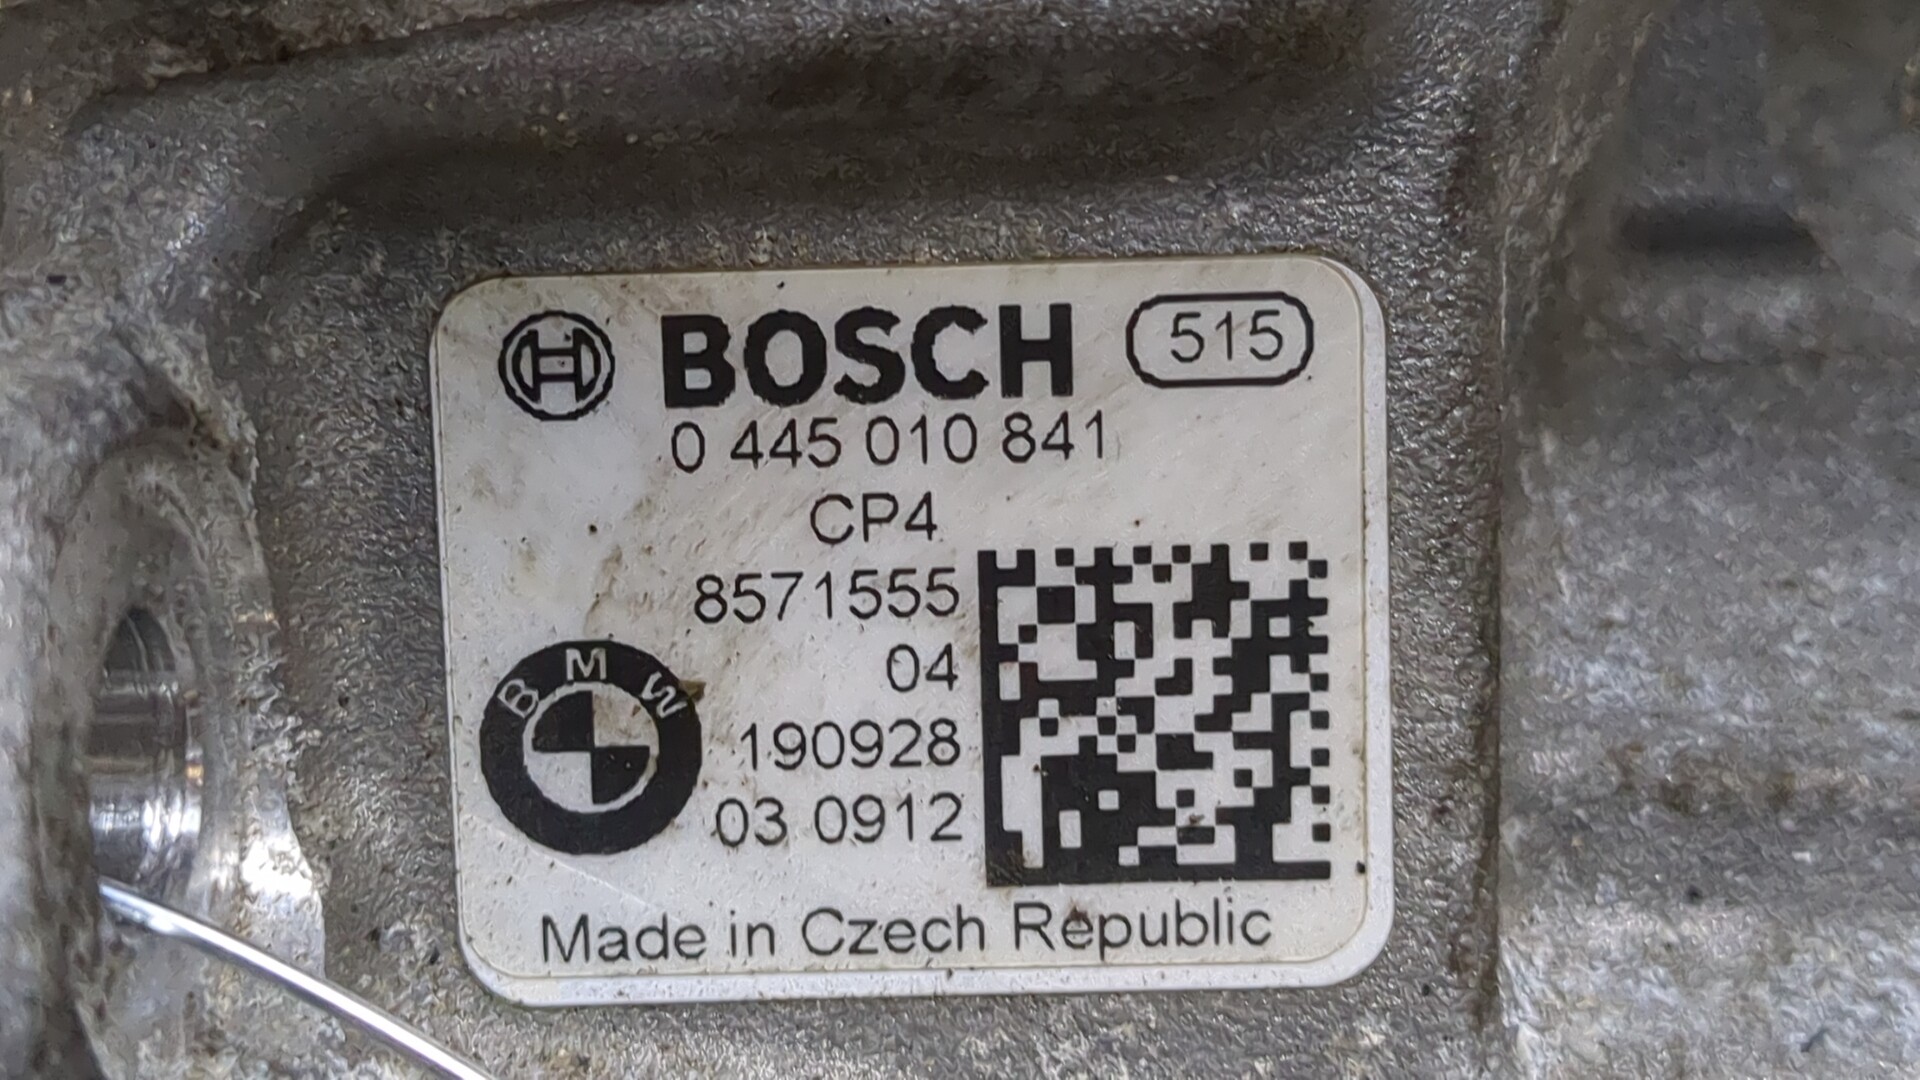 BOSCH 515
0 445 010 841
CP4
8571555
04
BMW
190928
03 0912
Made in Czech Republic